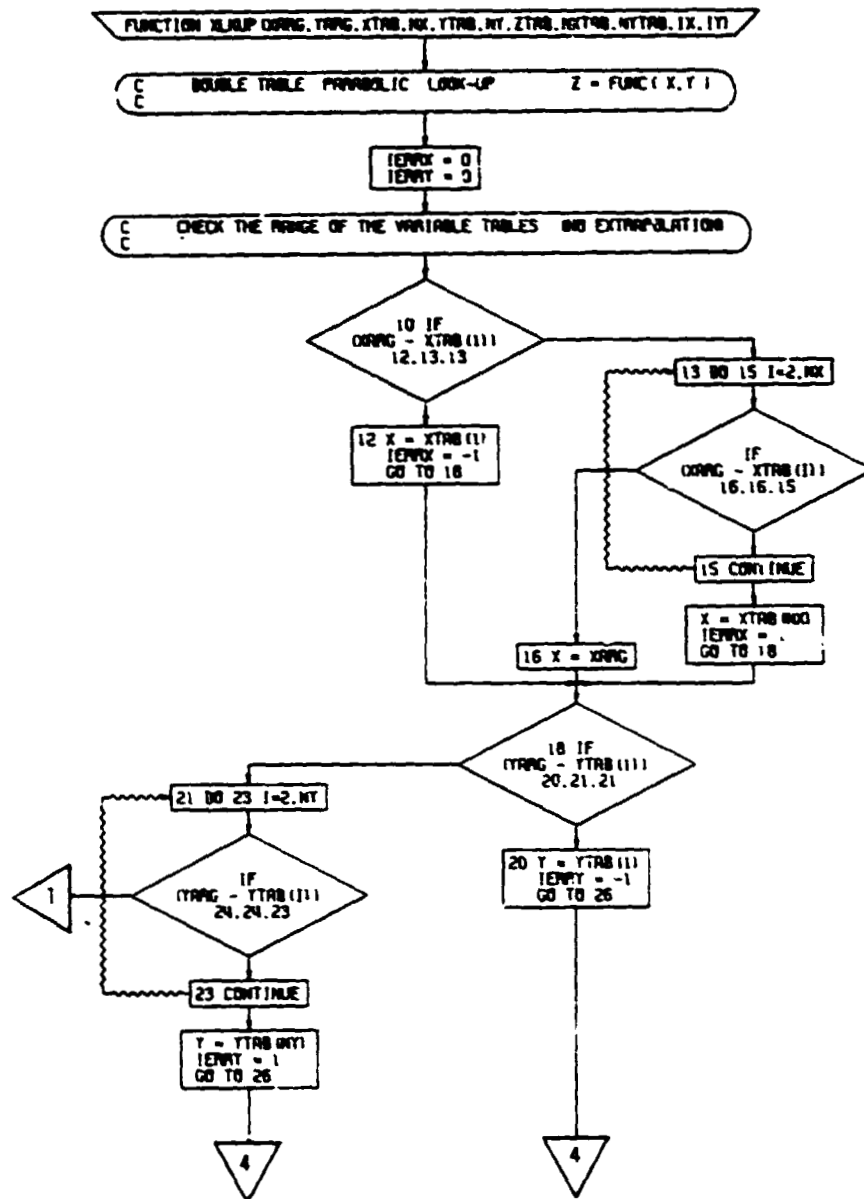 FUNCTION XLKUP (XARG,YARG,XTAB,NX,YTAB,NY,ZTAB,NXTAB,NYTAB,IX,IY)
C DOUBLE TABLE PARABOLIC LOOK-UP Z = FUNC( X,Y )
C
IERRX = 0
IERRY = 0
C CHECK THE RANGE OF THE VARIABLE TABLES (NO EXTRAPOLATION)
C
10 IF
(XARG - XTAB(1))
12,13,13
13 DO 15 I=2,NX
12 X = XTAB(1)
IERRX = -1
GO TO 18
IF
(XARG - XTAB(I))
16,16,15
15 CONTINUE
X = XTAB(NX)
IERRX =
GO TO 18
16 X = XARG
18 IF
(YARG - YTAB(1))
20,21,21
21 DO 23 I=2,NY
20 Y = YTAB(1)
IERRY = -1
GO TO 26
IF
(YARG - YTAB(I))
24,24,23
1
23 CONTINUE
Y = YTAB(NY)
IERRY = 1
GO TO 26
4
4